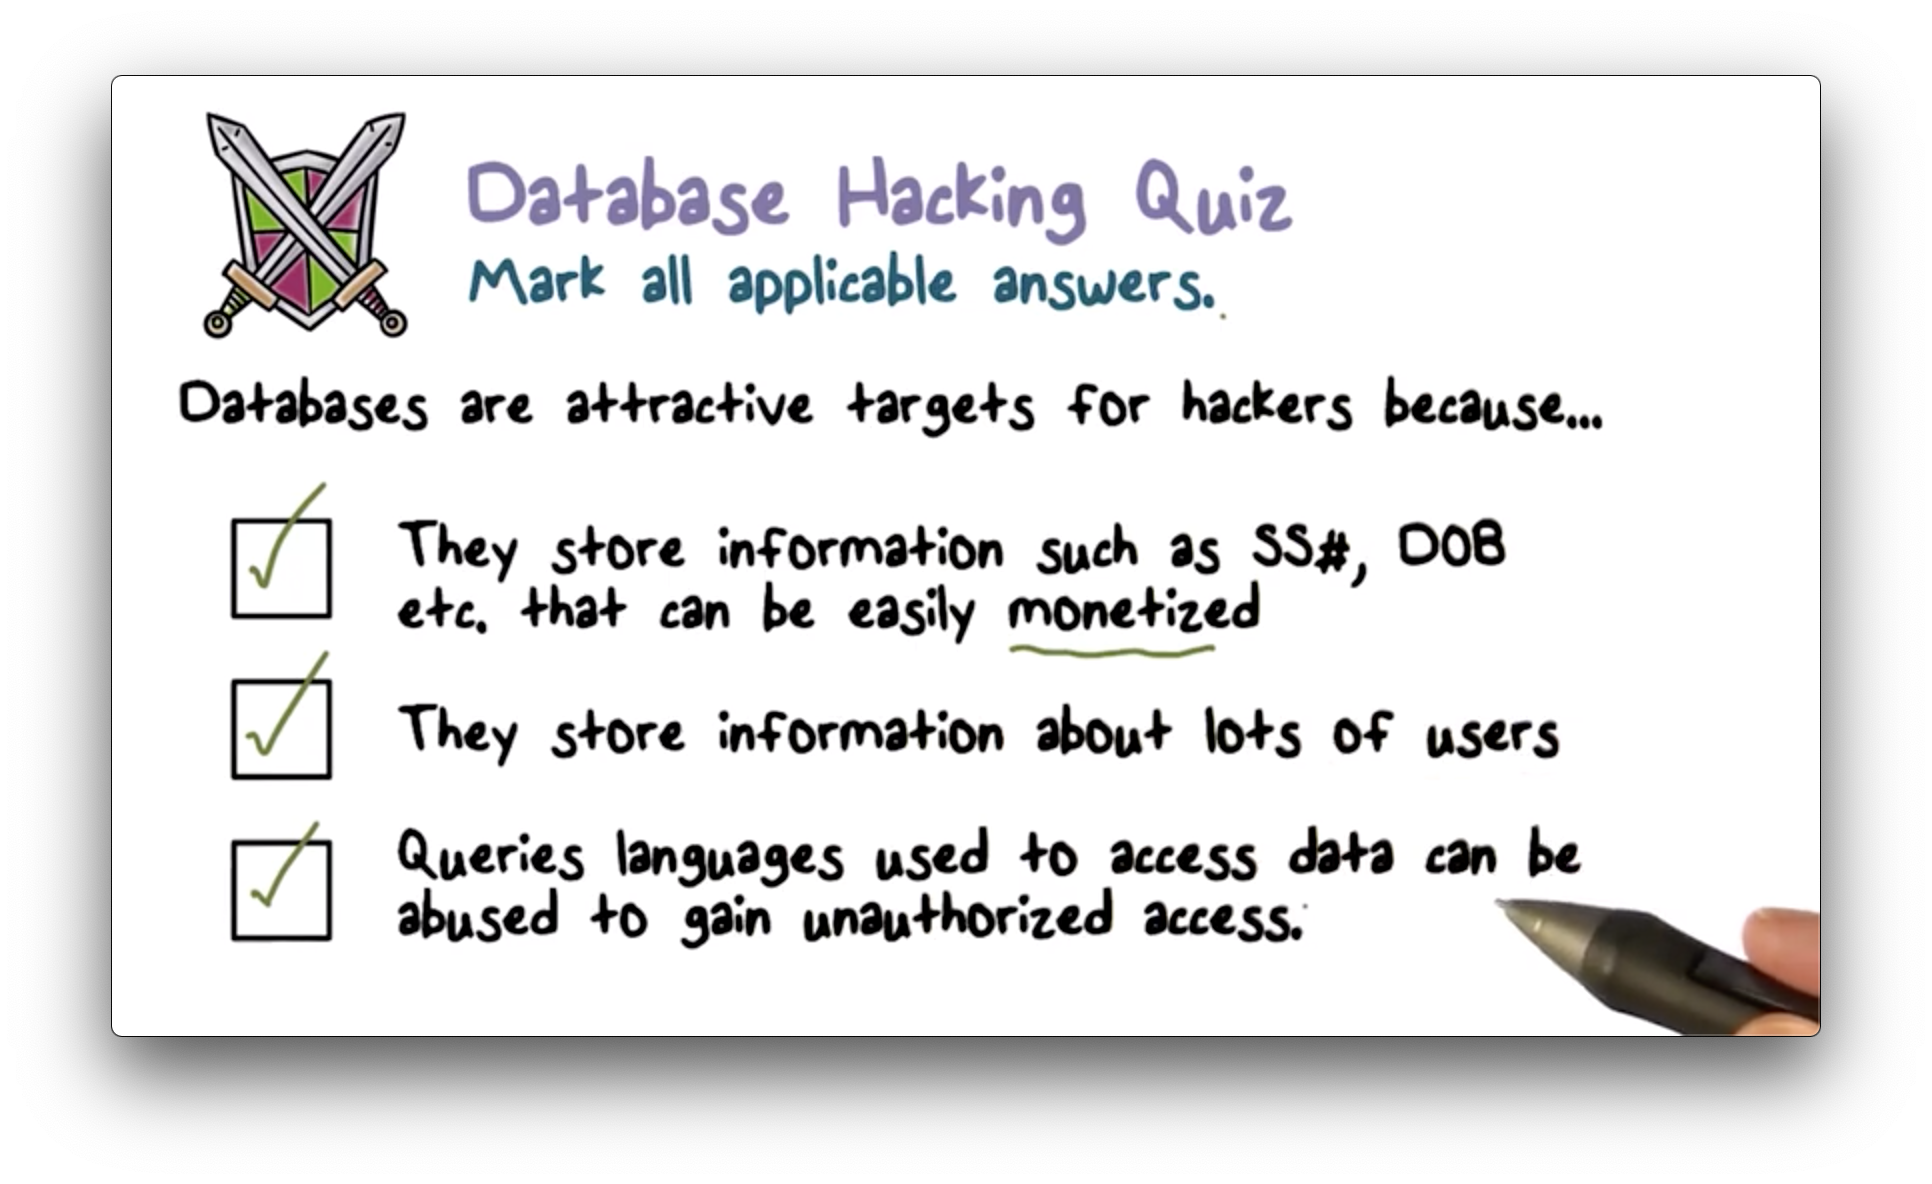 Database Hacking Quiz
Mark all applicable answers.
Databases are attractive targets for hackers because...
They store information such as SS#, DOB
etc. that can be easily monetized
They store information about lots of users
Queries languages used to access data can be
abused to gain unauthorized access.